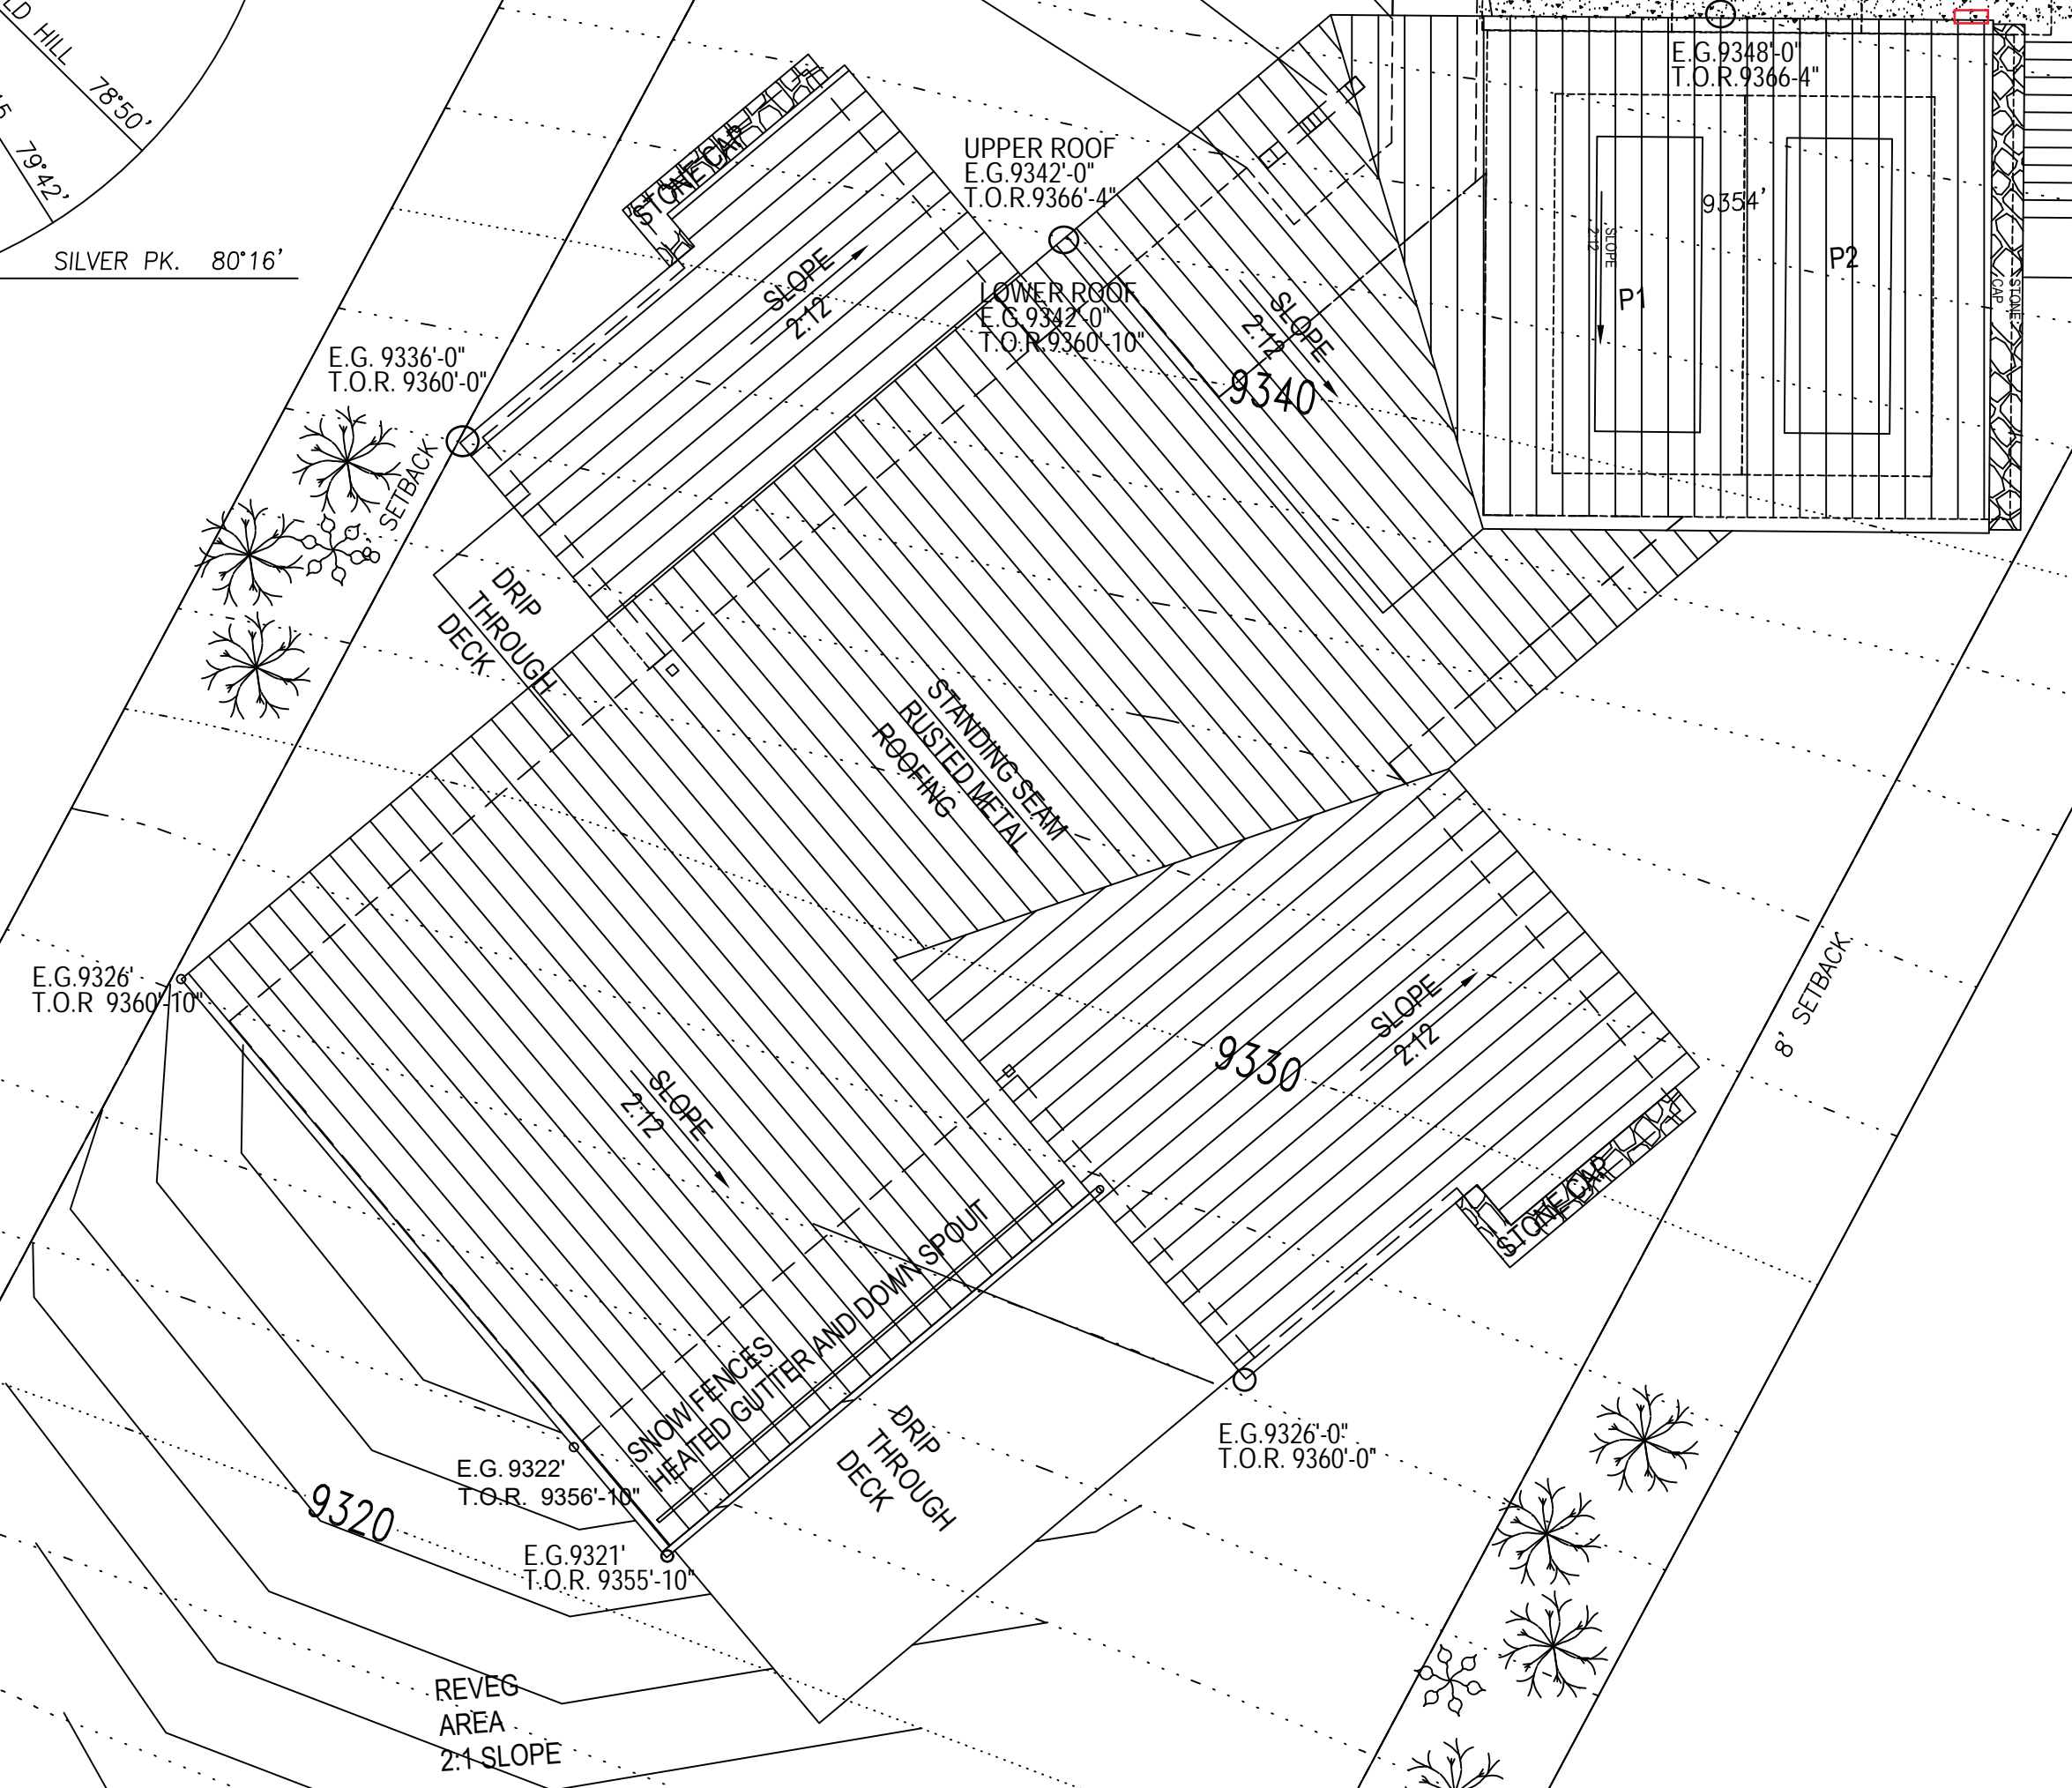 LD HILL 78°50'
79°42'
SILVER PK. 80°16'
STONE CAP
UPPER ROOF
E.G.9342'-0"
T.O.R.9366'-4"
E.G.9348'-0"
T.O.R.9366-4"
9354'
SLOPE
2:12
P1
P2
STONE
CAP
SLOPE
2:12
LOWER ROOF
E.G.9342'-0"
T.O.R.9360'-10"
SLOPE
2:12
9340
E.G. 9336'-0"
T.O.R. 9360'-0"
8' SETBACK
DRIP
THROUGH
DECK
STANDING SEAM
RUSTED METAL
ROOFING
E.G.9326'
T.O.R 9360'-10"
SLOPE
2:12
9330
8' SETBACK
SLOPE
2:12
STONE CAP
SNOW FENCES
HEATED GUTTER AND DOWN SPOUT
DRIP
THROUGH
DECK
E.G.9326'-0"
T.O.R. 9360'-0"
E.G. 9322'
T.O.R. 9356'-10"
9320
E.G.9321'
T.O.R. 9355'-10"
REVEG
AREA
2:1 SLOPE